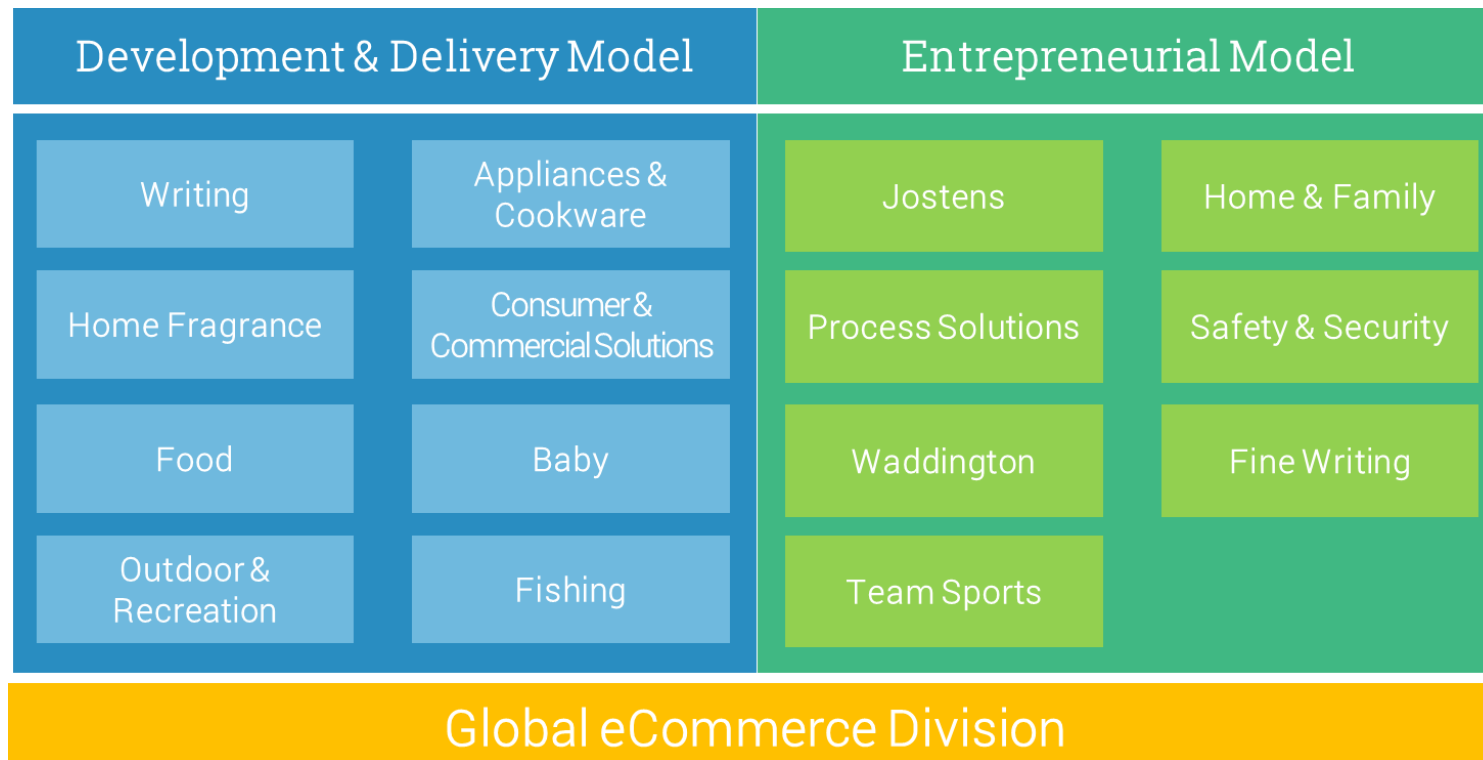 Development & Delivery Model
Entrepreneurial Model
Writing
Appliances &
Cookware
Jostens
Home & Family
Home Fragrance
Consumer &
Commercial Solutions
Process Solutions
Safety & Security
Food
Baby
Waddington
Fine Writing
Outdoor &
Recreation
Fishing
Team Sports
Global eCommerce Division